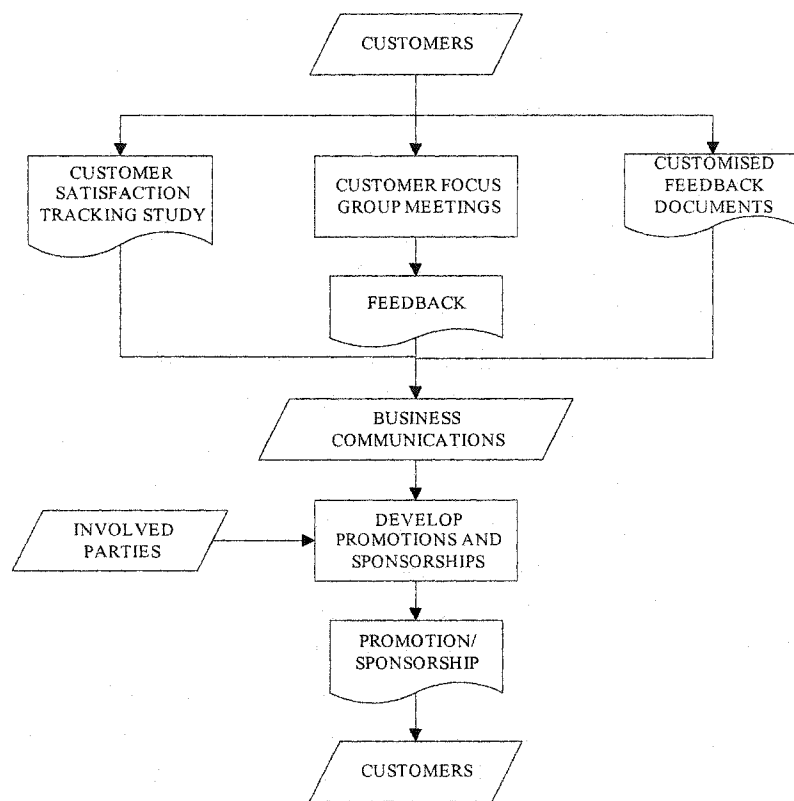 CUSTOMERS
CUSTOMER
SATISFACTION
TRACKING STUDY
CUSTOMER FOCUS
GROUP MEETINGS
CUSTOMISED
FEEDBACK
DOCUMENTS
FEEDBACK
BUSINESS
COMMUNICATIONS
INVOLVED
PARTIES
DEVELOP
PROMOTIONS AND
SPONSORSHIPS
PROMOTION/
SPONSORSHIP
CUSTOMERS